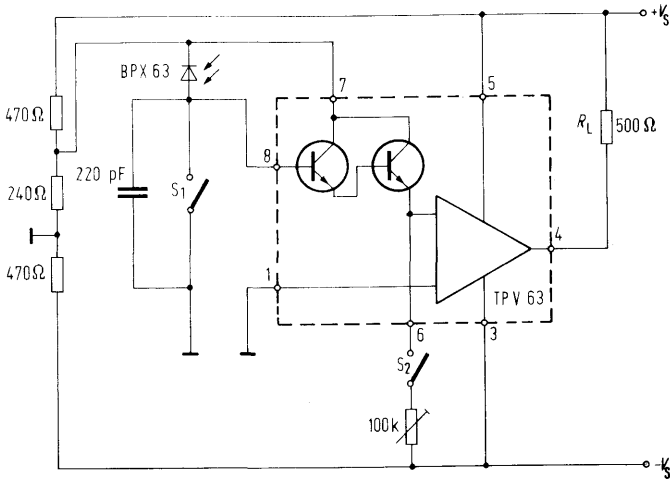 +Vs
BPX 63
7
5
470Ω
RL 500Ω
8
220 pF
S1
240Ω
4
470Ω
1
TPV 63
6
3
S2
100k
-Vs